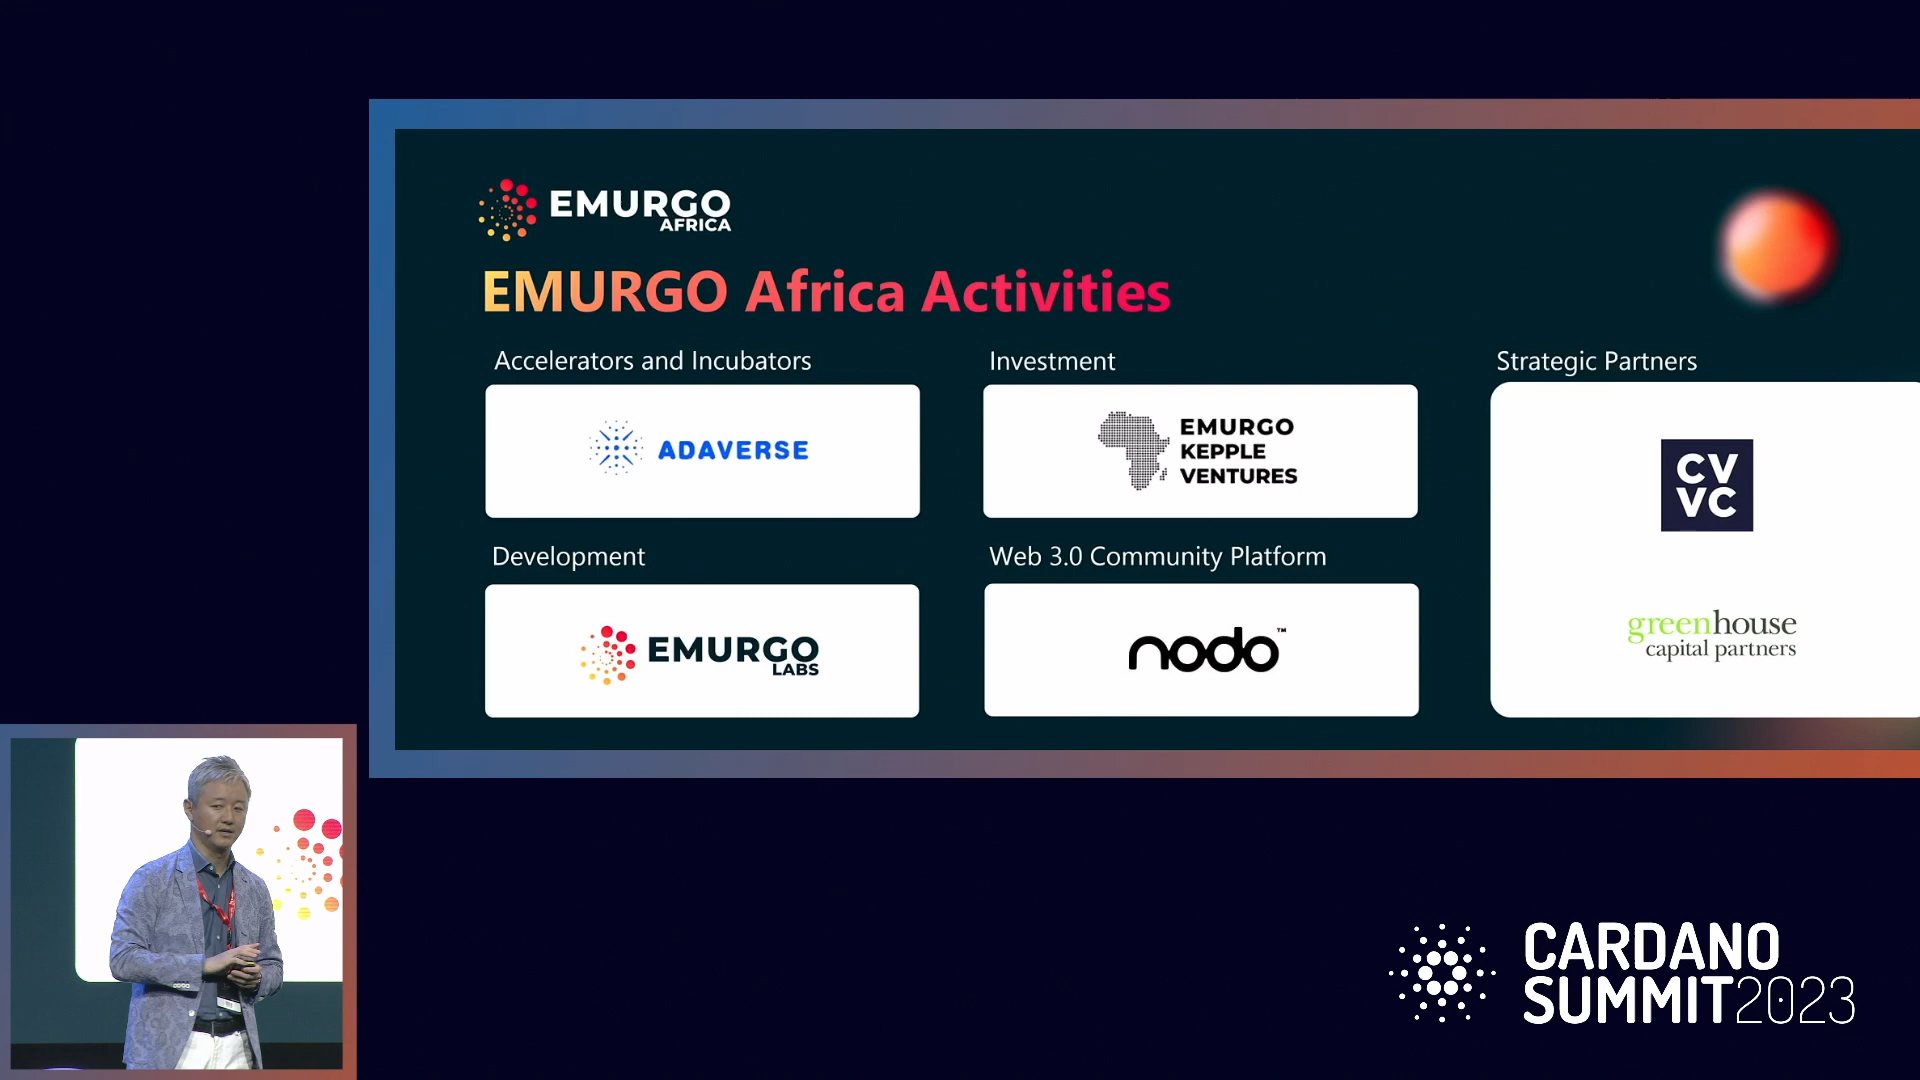 EMURGO
AFRICA
EMURGO Africa Activities
Accelerators and Incubators
ADAVERSE
Investment
EMURGO
KEPPLE
VENTURES
Strategic Partners
CV
VC
greenhouse
capital partners
Development
EMURGO
LABS
Web 3.0 Community Platform
nodo™
CARDANO
SUMMIT2023